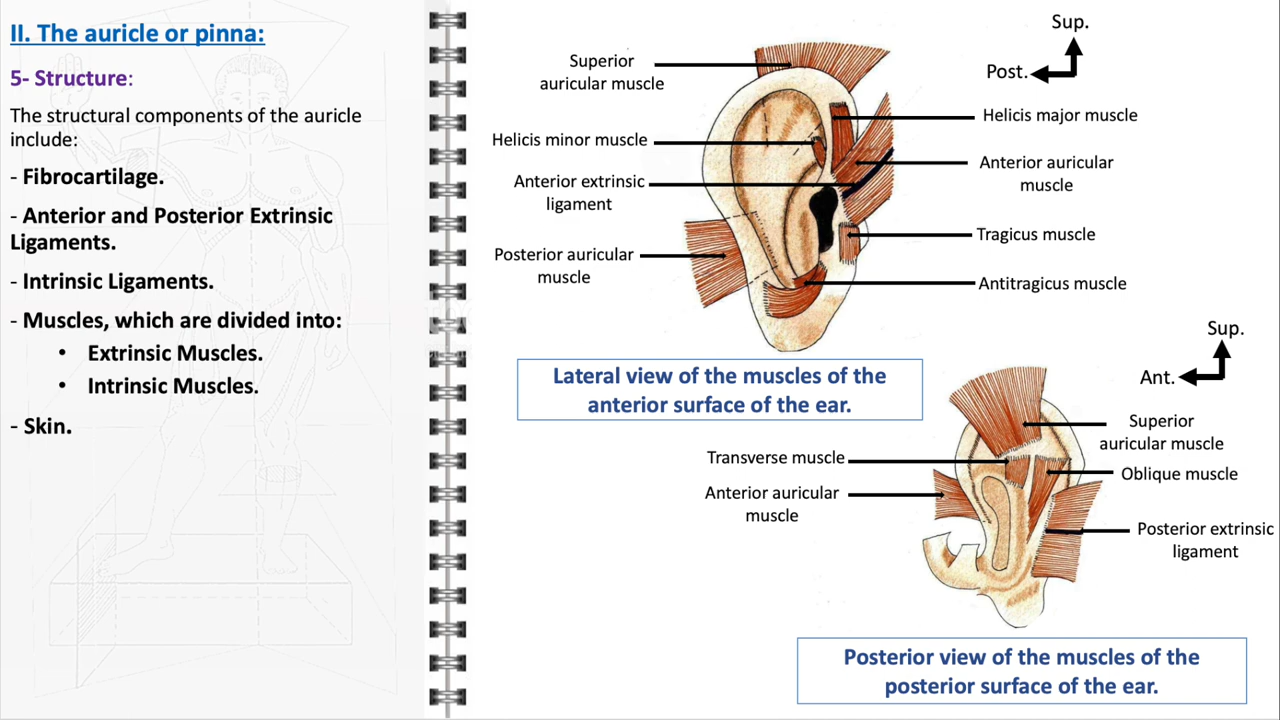 II. The auricle or pinna:
5- Structure:
The structural components of the auricle
include:
- Fibrocartilage.
- Anterior and Posterior Extrinsic
Ligaments.
- Intrinsic Ligaments.
- Muscles, which are divided into:
• Extrinsic Muscles.
• Intrinsic Muscles.
- Skin.
Sup.
Post.
Superior
auricular muscle
Helicis minor muscle
Anterior extrinsic
ligament
Posterior auricular
muscle
Helicis major muscle
Anterior auricular
muscle
Tragicus muscle
Antitragicus muscle
Lateral view of the muscles of the
anterior surface of the ear.
Sup.
Ant.
Transverse muscle
Anterior auricular
muscle
Superior
auricular muscle
Oblique muscle
Posterior extrinsic
ligament
Posterior view of the muscles of the
posterior surface of the ear.